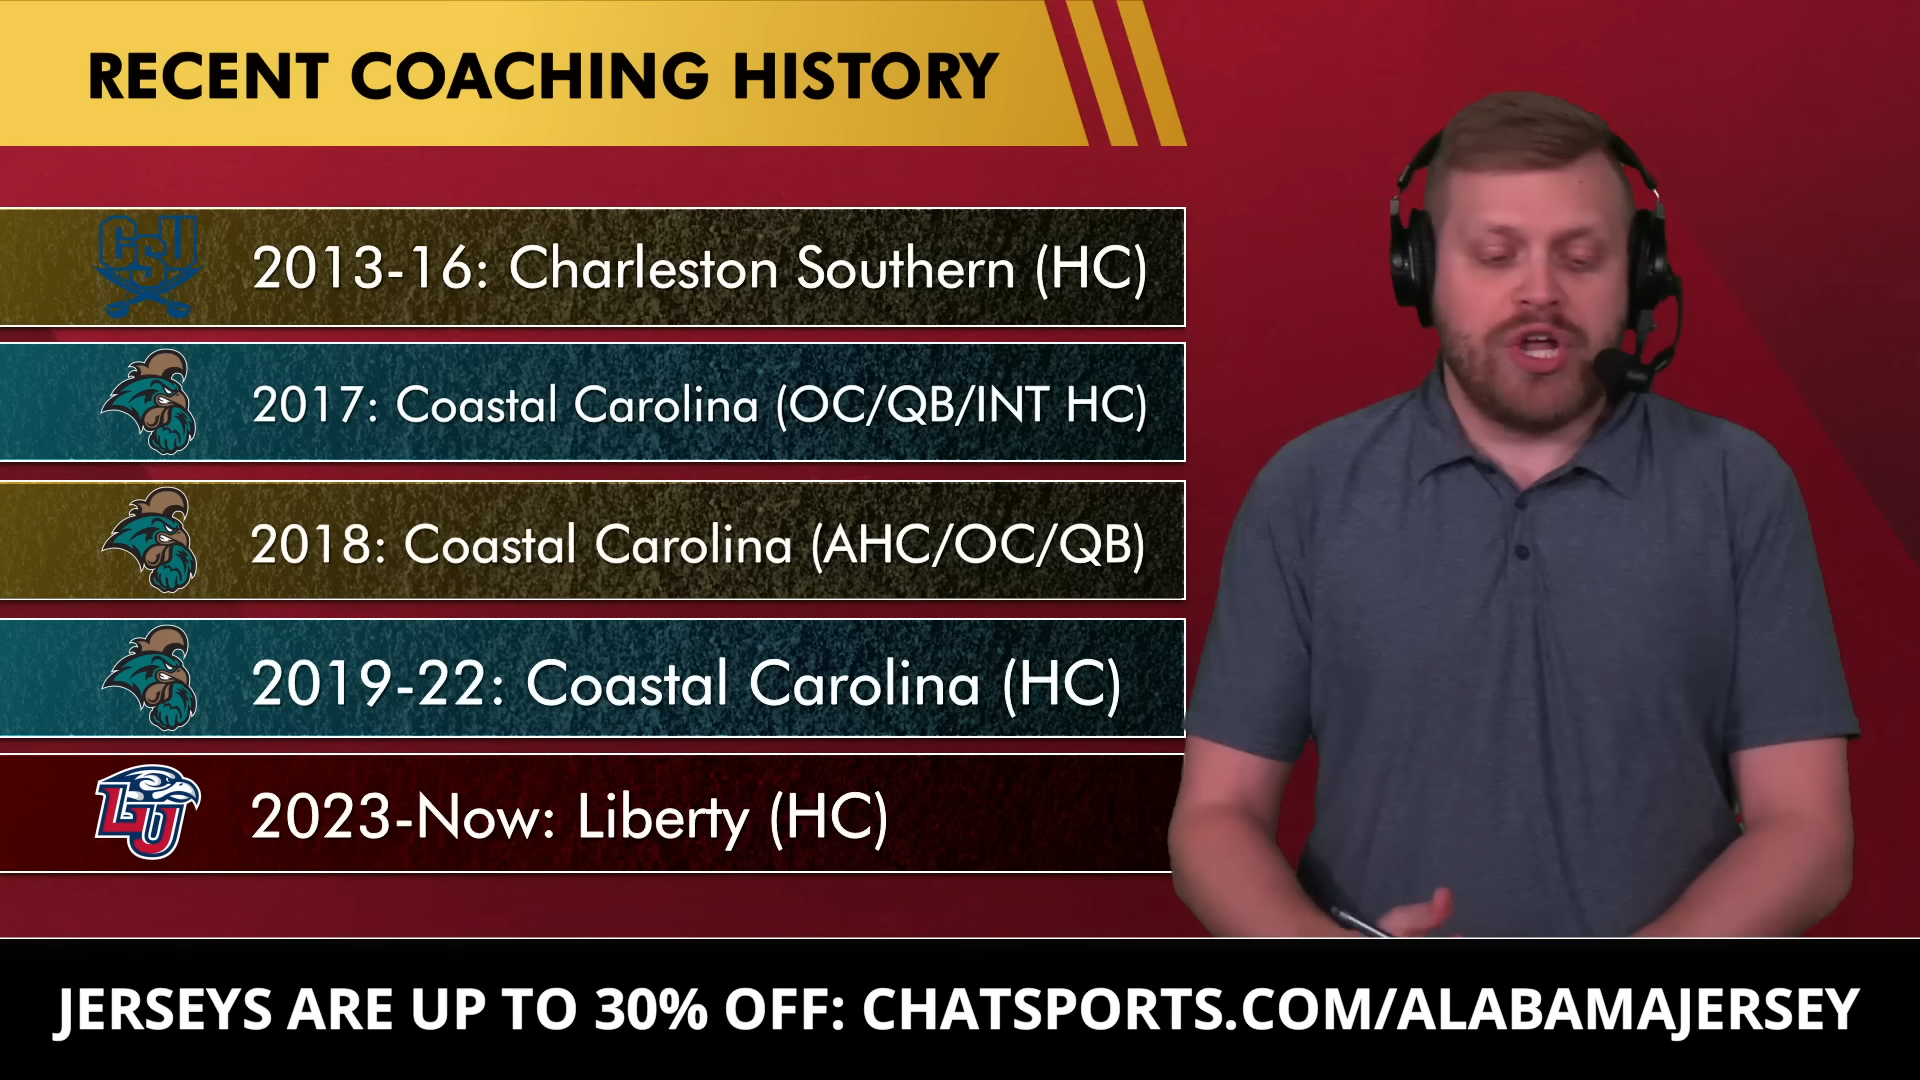 RECENT COACHING HISTORY
CSU
2013-16: Charleston Southern (HC)
2017: Coastal Carolina (OC/QB/INT HC)
2018: Coastal Carolina (AHC/OC/QB)
2019-22: Coastal Carolina (HC)
LU
2023-Now: Liberty (HC)
JERSEYS ARE UP TO 30% OFF: CHATSPORTS.COM/ALABAMAJERSEY